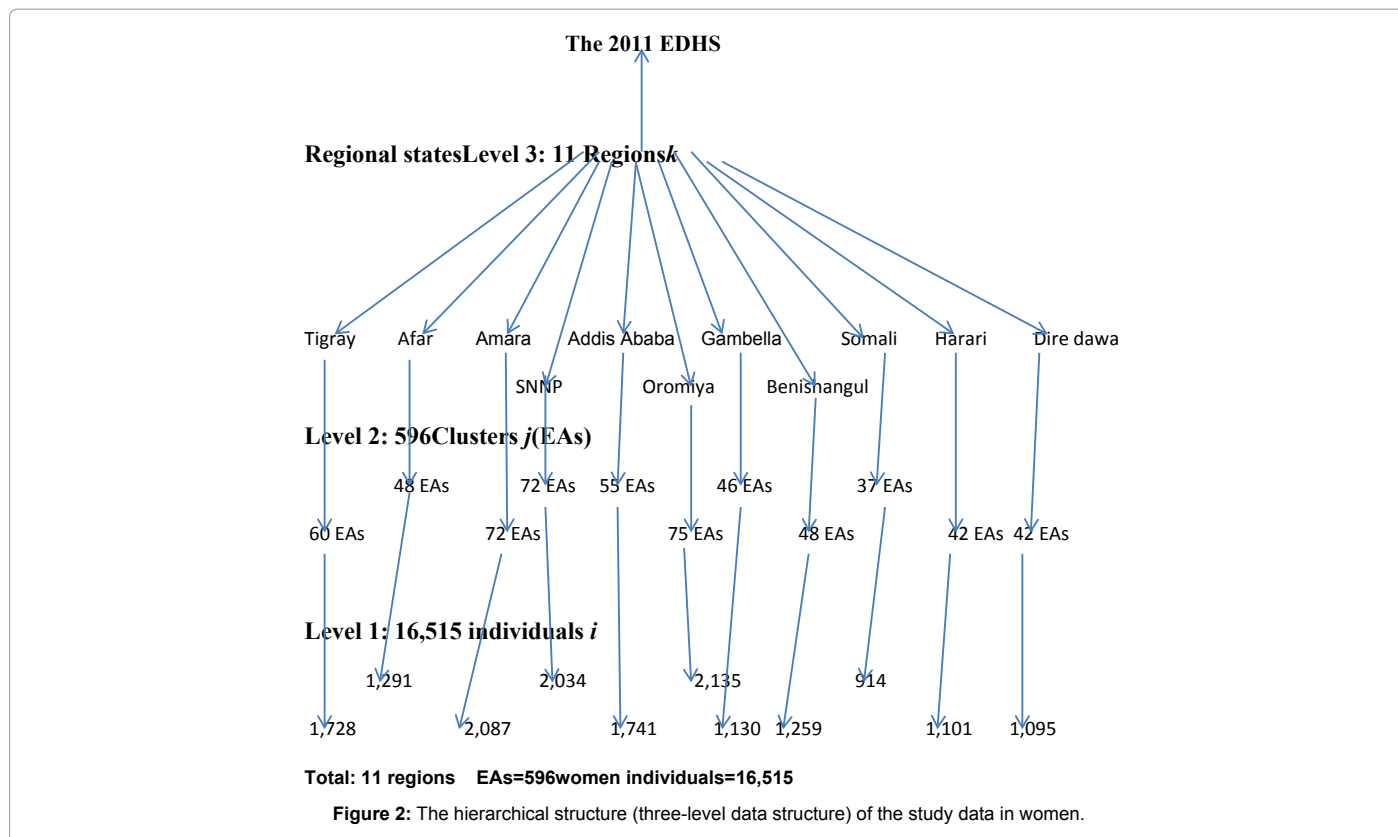 The 2011 EDHS
Regional statesLevel 3: 11 Regionsk
Tigray Afar Amara Addis Ababa Gambella Somali Harari Dire dawa
SNNP Oromiya Benishangul
Level 2: 596Clusters j(EAs)
48 EAs 72 EAs 55 EAs 46 EAs 37 EAs
60 EAs 72 EAs 75 EAs 48 EAs 42 EAs 42 EAs
Level 1: 16,515 individuals i
1,291 2,034 2,135 914
1,728 2,087 1,741 1,130 1,259 1,101 1,095
Total: 11 regions EAs=596women individuals=16,515
Figure 2: The hierarchical structure (three-level data structure) of the study data in women.